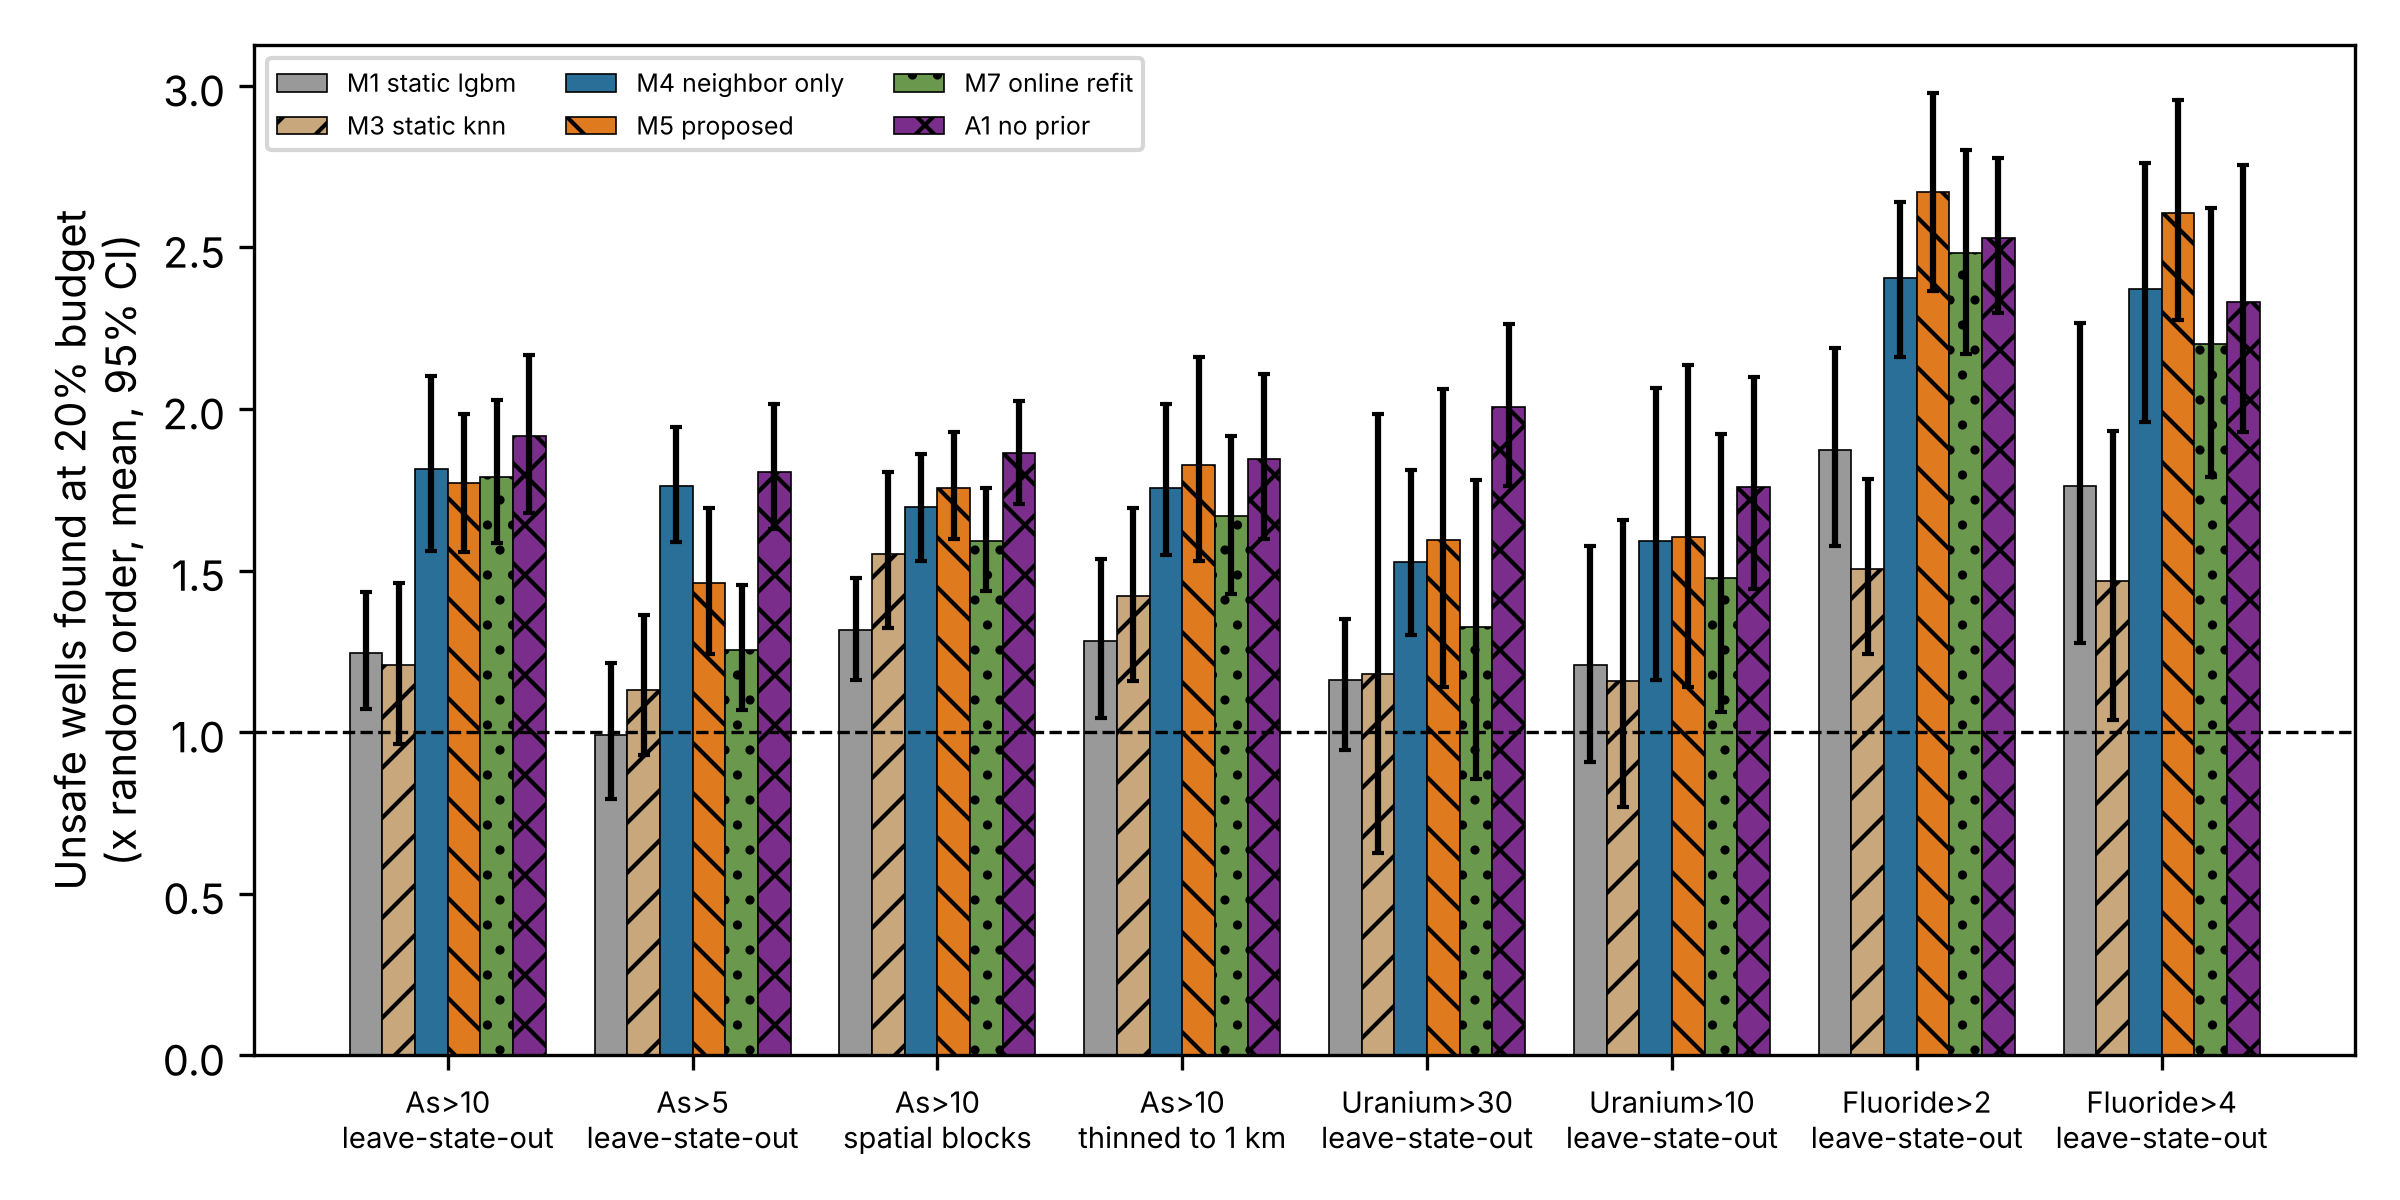 M1 static lgbm
M3 static knn
M4 neighbor only
M5 proposed
M7 online refit
A1 no prior
Unsafe wells found at 20% budget
(x random order, mean, 95% CI)
3.0
2.5
2.0
1.5
1.0
0.5
0.0
As>10
leave-state-out
As>5
leave-state-out
As>10
spatial blocks
As>10
thinned to 1 km
Uranium>30
leave-state-out
Uranium>10
leave-state-out
Fluoride>2
leave-state-out
Fluoride>4
leave-state-out